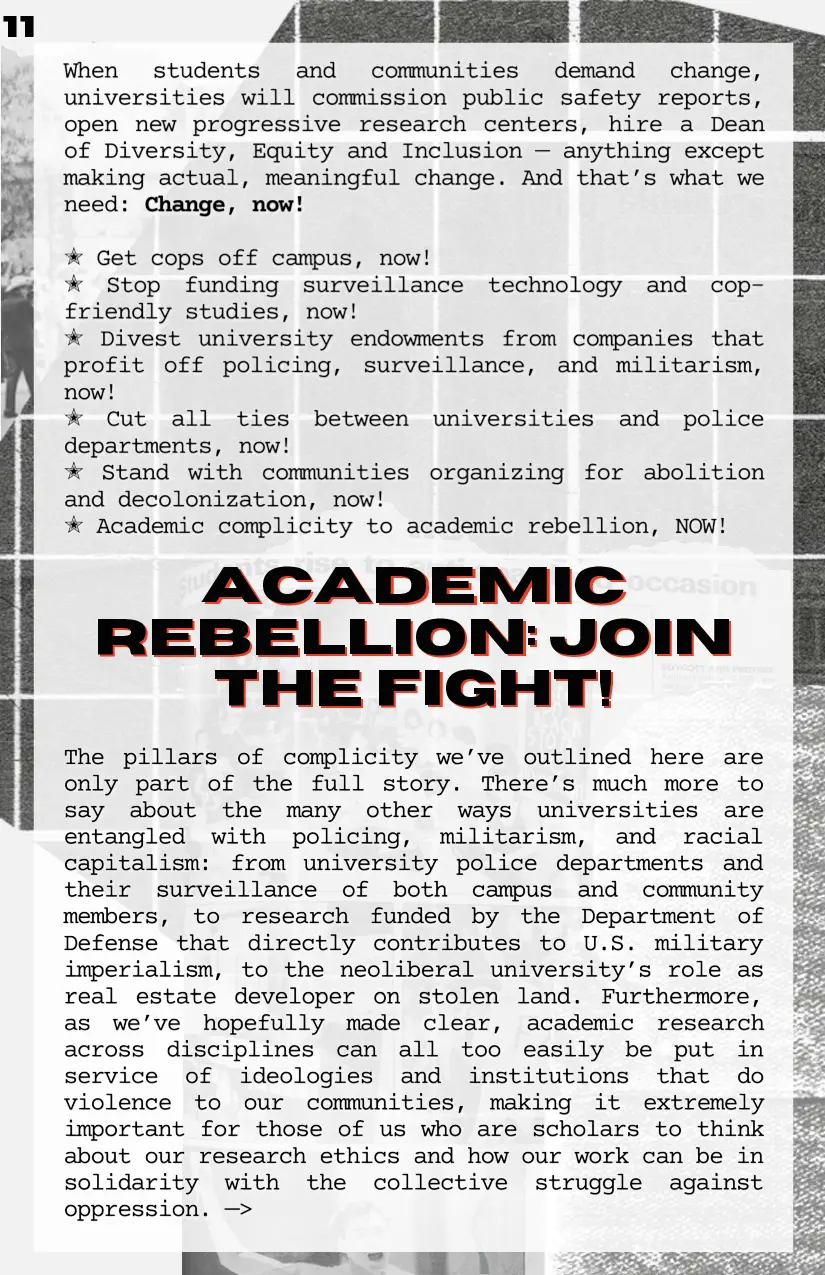 11
When students and communities demand change,
universities will commission public safety reports,
open new progressive research centers, hire a Dean
of Diversity, Equity and Inclusion — anything except
making actual, meaningful change. And that's what we
need: Change, now!
✭ Get cops off campus, now!
✭ Stop funding surveillance technology and cop-
friendly studies, now!
✭ Divest university endowments from companies that
profit off policing, surveillance, and militarism,
now!
✭ Cut all ties between universities and police
departments, now!
✭ Stand with communities organizing for abolition
and decolonization, now!
✭ Academic complicity to academic rebellion, NOW!
occasion
ACADEMIC
REBELLION: JOIN
THE FIGHT!
The pillars of complicity we've outlined here are
only part of the full story. There's much more to
say about the many other ways universities are
entangled with policing, militarism, and racial
capitalism: from university police departments and
their surveillance of both campus and community
members, to research funded by the Department of
Defense that directly contributes to U.S. military
imperialism, to the neoliberal university's role as
real estate developer on stolen land. Furthermore,
as we've hopefully made clear, academic research
across disciplines can all too easily be put in
service of ideologies and institutions that do
violence to our communities, making it extremely
important for those of us who are scholars to think
about our research ethics and how our work can be in
solidarity with the collective struggle against
oppression. —>